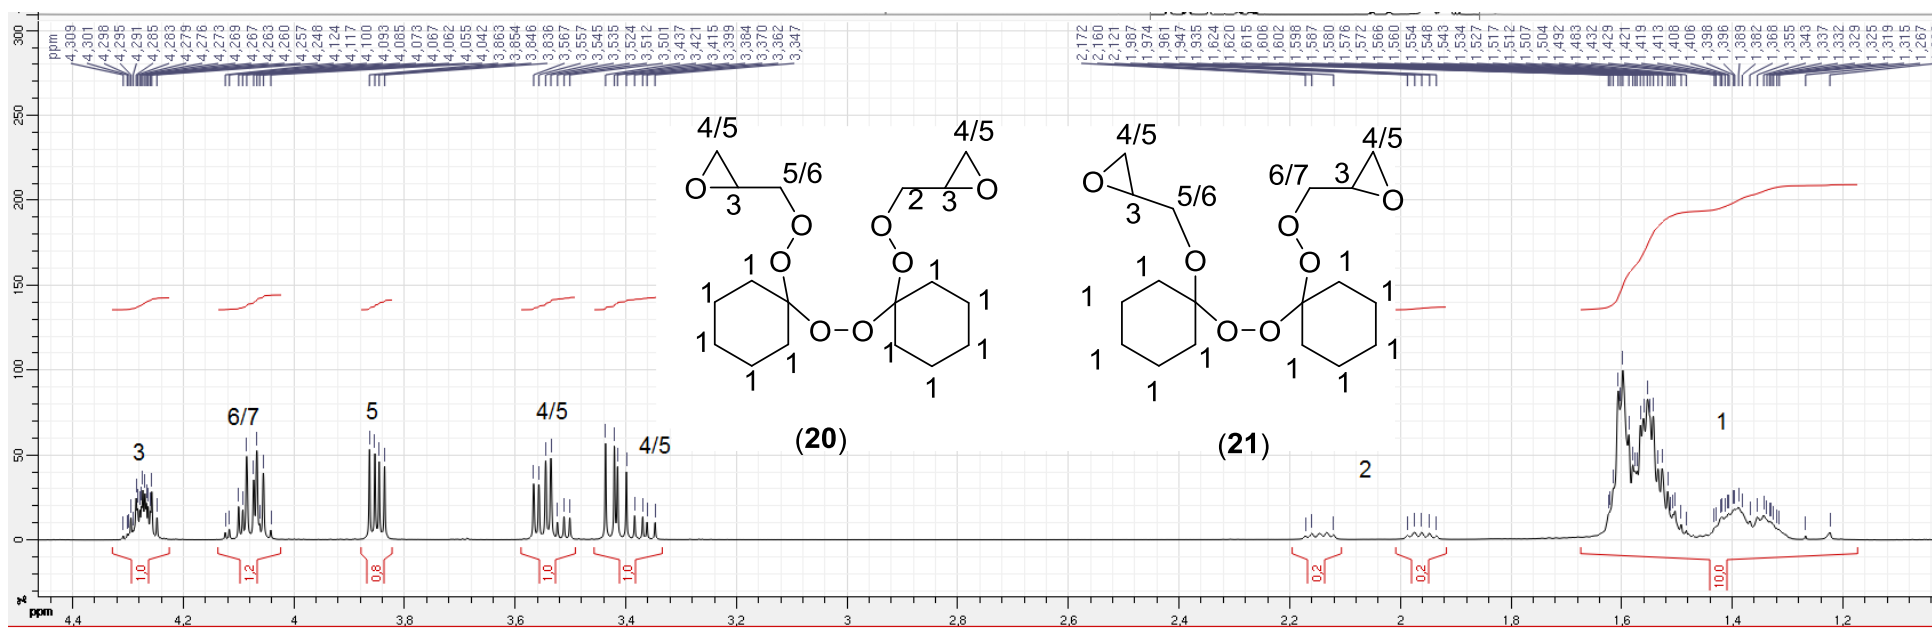 ppm 4,309 4,301 4,298 4,295 4,291 4,285 4,283 4,279 4,276 4,273 4,269 4,267 4,263 4,260 4,257 4,248 4,124 4,117 4,100 4,093 4,085 4,073 4,067 4,062 4,055 4,042 3,863 3,854 3,846 3,836 3,567 3,557 3,545 3,535 3,524 3,512 3,501 3,437 3,421 3,415 3,399 3,384 3,370 3,362 3,347 2,172 2,160 2,121 1,987 1,974 1,961 1,947 1,935 1,624 1,620 1,615 1,606 1,602 1,598 1,587 1,580 1,576 1,572 1,566 1,560 1,554 1,548 1,543 1,534 1,527 1,517 1,512 1,507 1,504 1,492 1,483 1,432 1,429 1,421 1,419 1,414 1,413 1,408 1,406 1,398 1,396 1,389 1,382 1,368 1,355 1,343 1,337 1,332 1,329 1,325 1,319 1,315 1,267
300
250
200
150
100
50
0
4/5 4/5 4/5 4/5
5/6 6/7 3
O 3 2 3 O O 3 5/6 O
O O O
O O O O
1 1 1 1
1 1 1 1
O–O O–O
1 1 1 1 1 1 1 1
1 1 1 1
(20) (21)
3 6/7 5 4/5 4/5 2 1
1,0 1,2 0,8 1,0 1,0 0,2 0,2 10,0
ppm 4,4 4,2 4 3,8 3,6 3,4 3,2 3 2,8 2,6 2,4 2,2 2 1,8 1,6 1,4 1,2